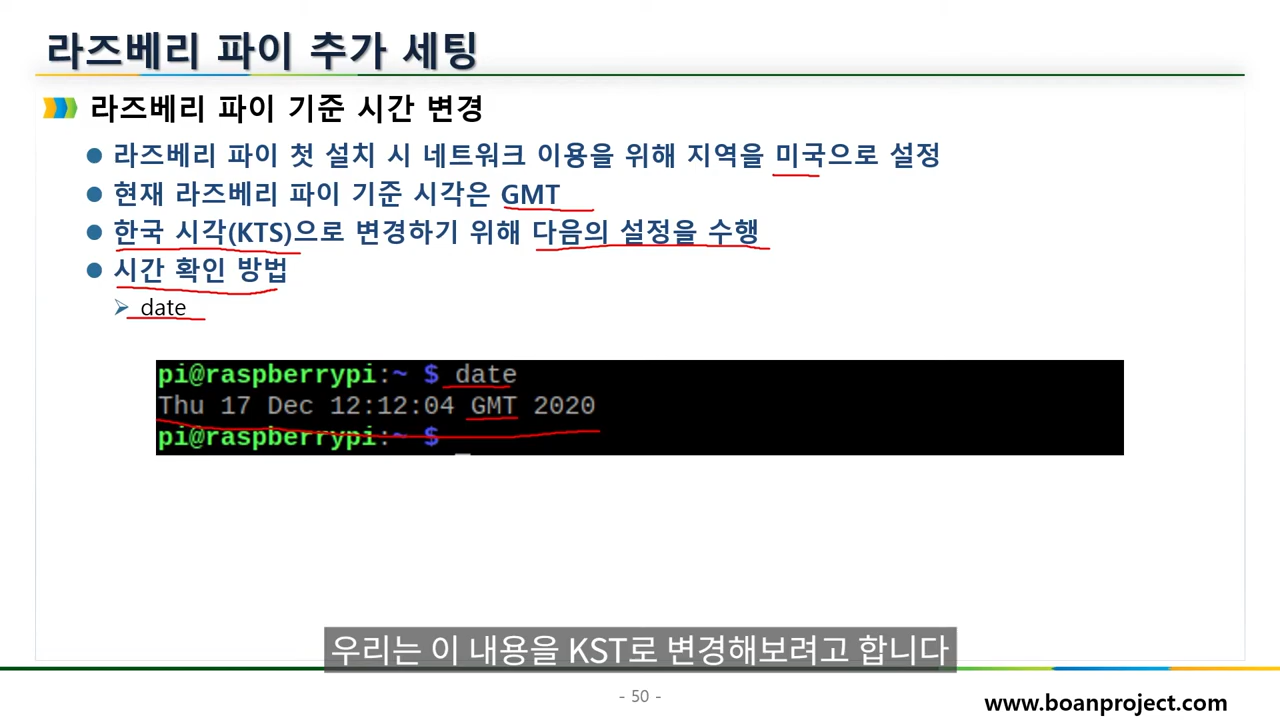 라즈베리 파이 추가 세팅
라즈베리 파이 기준 시간 변경
라즈베리 파이 첫 설치 시 네트워크 이용을 위해 지역을 미국으로 설정
현재 라즈베리 파이 기준 시각은 GMT
한국 시각(KTS)으로 변경하기 위해 다음의 설정을 수행
시간 확인 방법
date
pi@raspberrypi:~ $ date
Thu 17 Dec 12:12:04 GMT 2020
pi@raspberrypi:~ $
우리는 이 내용을 KST로 변경해보려고 합니다
- 50 -
www.boanproject.com